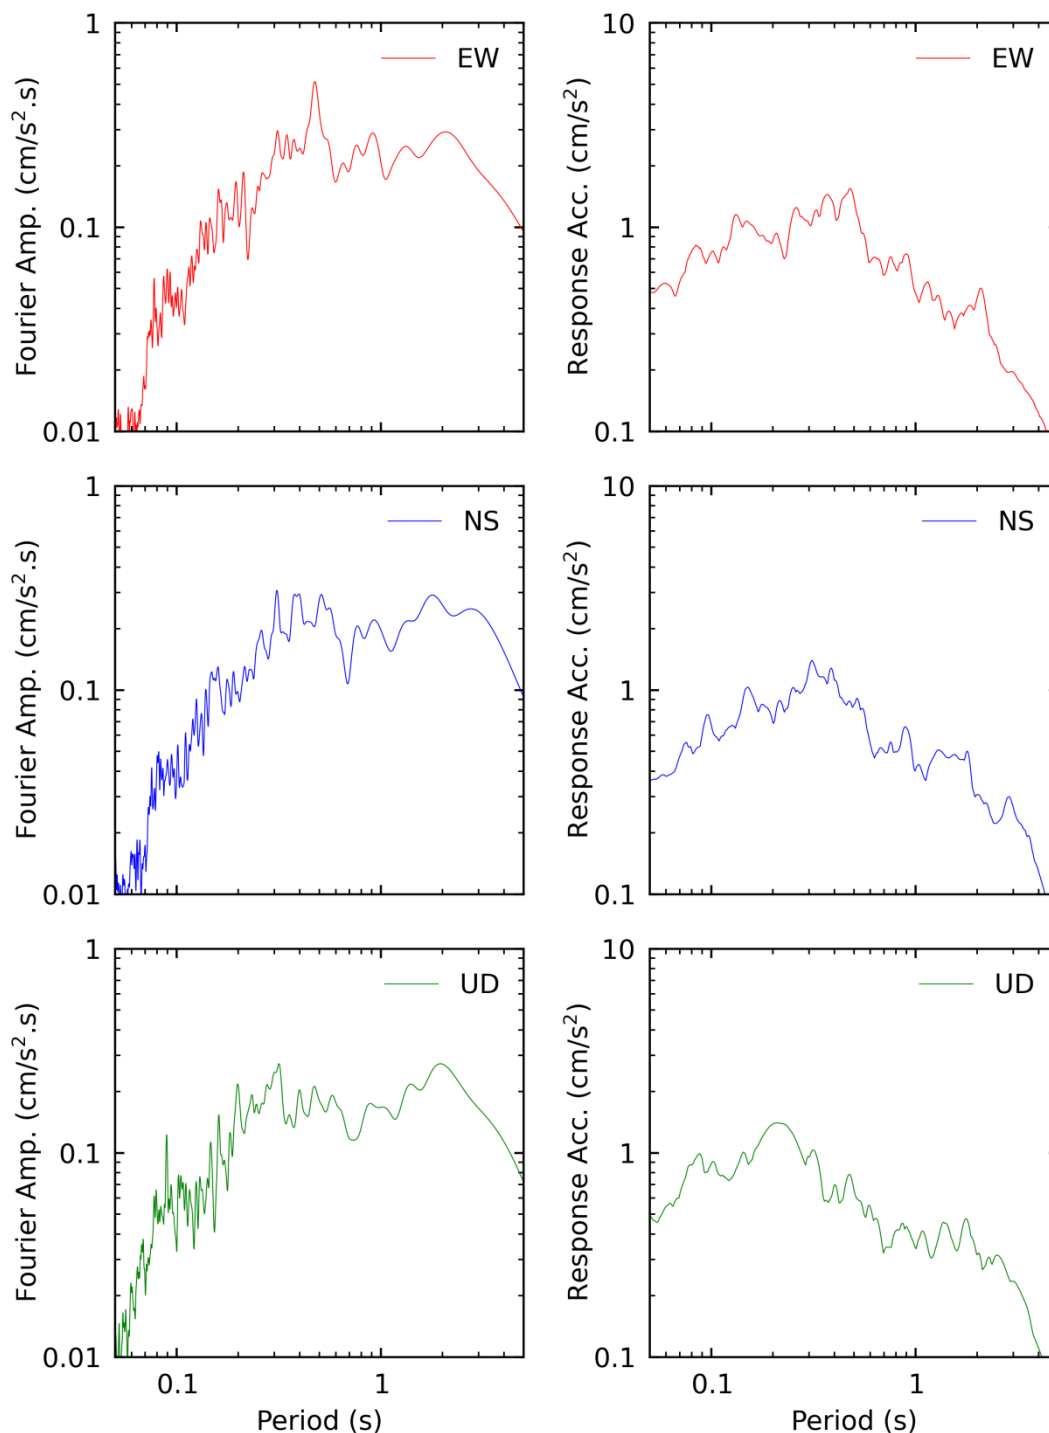 1
0.1
0.01
Fourier Amp. (cm/s².s)
EW
10
1
0.1
Response Acc. (cm/s²)
EW
1
0.1
0.01
Fourier Amp. (cm/s².s)
NS
10
1
0.1
Response Acc. (cm/s²)
NS
1
0.1
0.01
Fourier Amp. (cm/s².s)
UD
0.1 1
Period (s)
10
1
0.1
Response Acc. (cm/s²)
UD
0.1 1
Period (s)